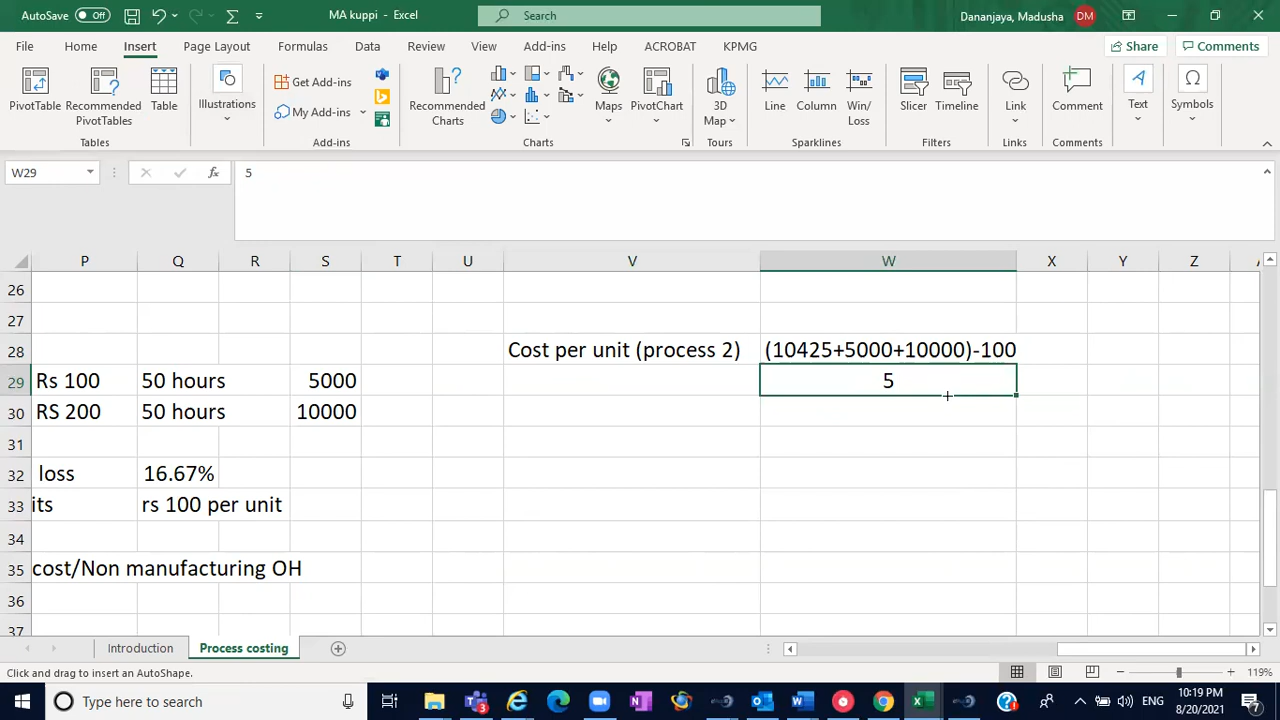 AutoSave Off MA kuppi - Excel Search Dananjaya, Madusha DM
File Home Insert Page Layout Formulas Data Review View Add-ins Help ACROBAT KPMG Share Comments
PivotTable Recommended PivotTables Table Illustrations Get Add-ins My Add-ins Recommended Charts Maps PivotChart 3D Map Line Column Win/Loss Slicer Timeline Link Comment Text Symbols
Tables Add-ins Charts Tours Sparklines Filters Links Comments
W29 fx 5
P Q R S T U V W X Y Z
26
27
28 Cost per unit (process 2) (10425+5000+10000)-100
29 Rs 100 50 hours 5000 5
30 RS 200 50 hours 10000
31
32 loss 16.67%
33 its rs 100 per unit
34
35 cost/Non manufacturing OH
36
37
Introduction Process costing
Click and drag to insert an AutoShape. 119%
Type here to search 3 ENG 10:19 PM 8/20/2021 7